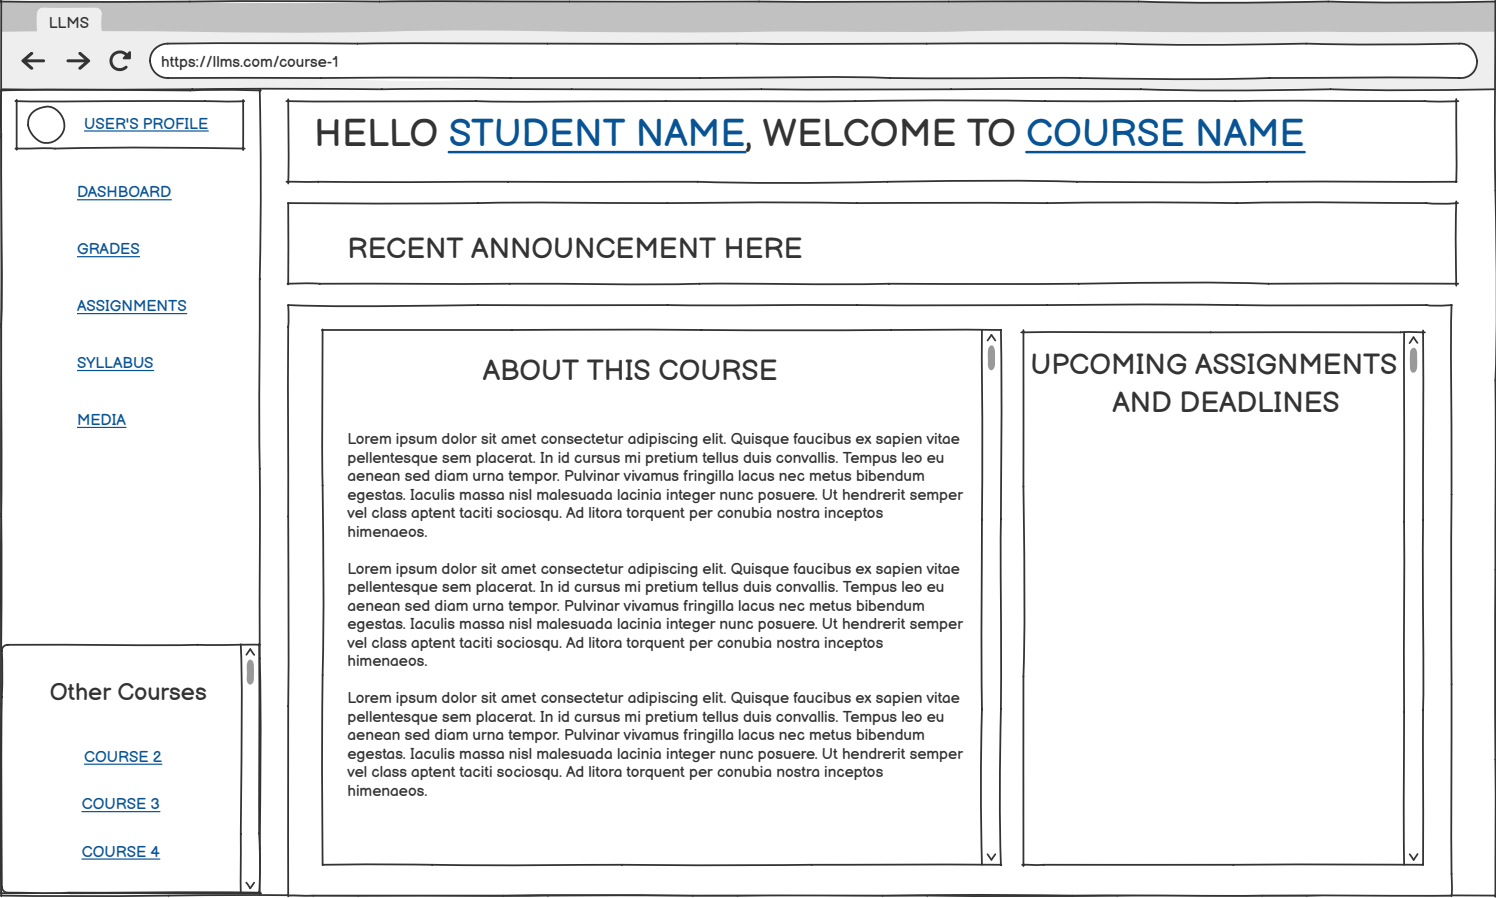 LLMS
https://llms.com/course-1
USER'S PROFILE
DASHBOARD
GRADES
ASSIGNMENTS
SYLLABUS
MEDIA
Other Courses
COURSE 2
COURSE 3
COURSE 4
HELLO STUDENT NAME, WELCOME TO COURSE NAME
RECENT ANNOUNCEMENT HERE
ABOUT THIS COURSE
Lorem ipsum dolor sit amet consectetur adipiscing elit. Quisque faucibus ex sapien vitae
pellentesque sem placerat. In id cursus mi pretium tellus duis convallis. Tempus leo eu
aenean sed diam urna tempor. Pulvinar vivamus fringilla lacus nec metus bibendum
egestas. Iaculis massa nisl malesuada lacinia integer nunc posuere. Ut hendrerit semper
vel class aptent taciti sociosqu. Ad litora torquent per conubia nostra inceptos
himenaeos.
Lorem ipsum dolor sit amet consectetur adipiscing elit. Quisque faucibus ex sapien vitae
pellentesque sem placerat. In id cursus mi pretium tellus duis convallis. Tempus leo eu
aenean sed diam urna tempor. Pulvinar vivamus fringilla lacus nec metus bibendum
egestas. Iaculis massa nisl malesuada lacinia integer nunc posuere. Ut hendrerit semper
vel class aptent taciti sociosqu. Ad litora torquent per conubia nostra inceptos
himenaeos.
Lorem ipsum dolor sit amet consectetur adipiscing elit. Quisque faucibus ex sapien vitae
pellentesque sem placerat. In id cursus mi pretium tellus duis convallis. Tempus leo eu
aenean sed diam urna tempor. Pulvinar vivamus fringilla lacus nec metus bibendum
egestas. Iaculis massa nisl malesuada lacinia integer nunc posuere. Ut hendrerit semper
vel class aptent taciti sociosqu. Ad litora torquent per conubia nostra inceptos
himenaeos.
UPCOMING ASSIGNMENTS
AND DEADLINES